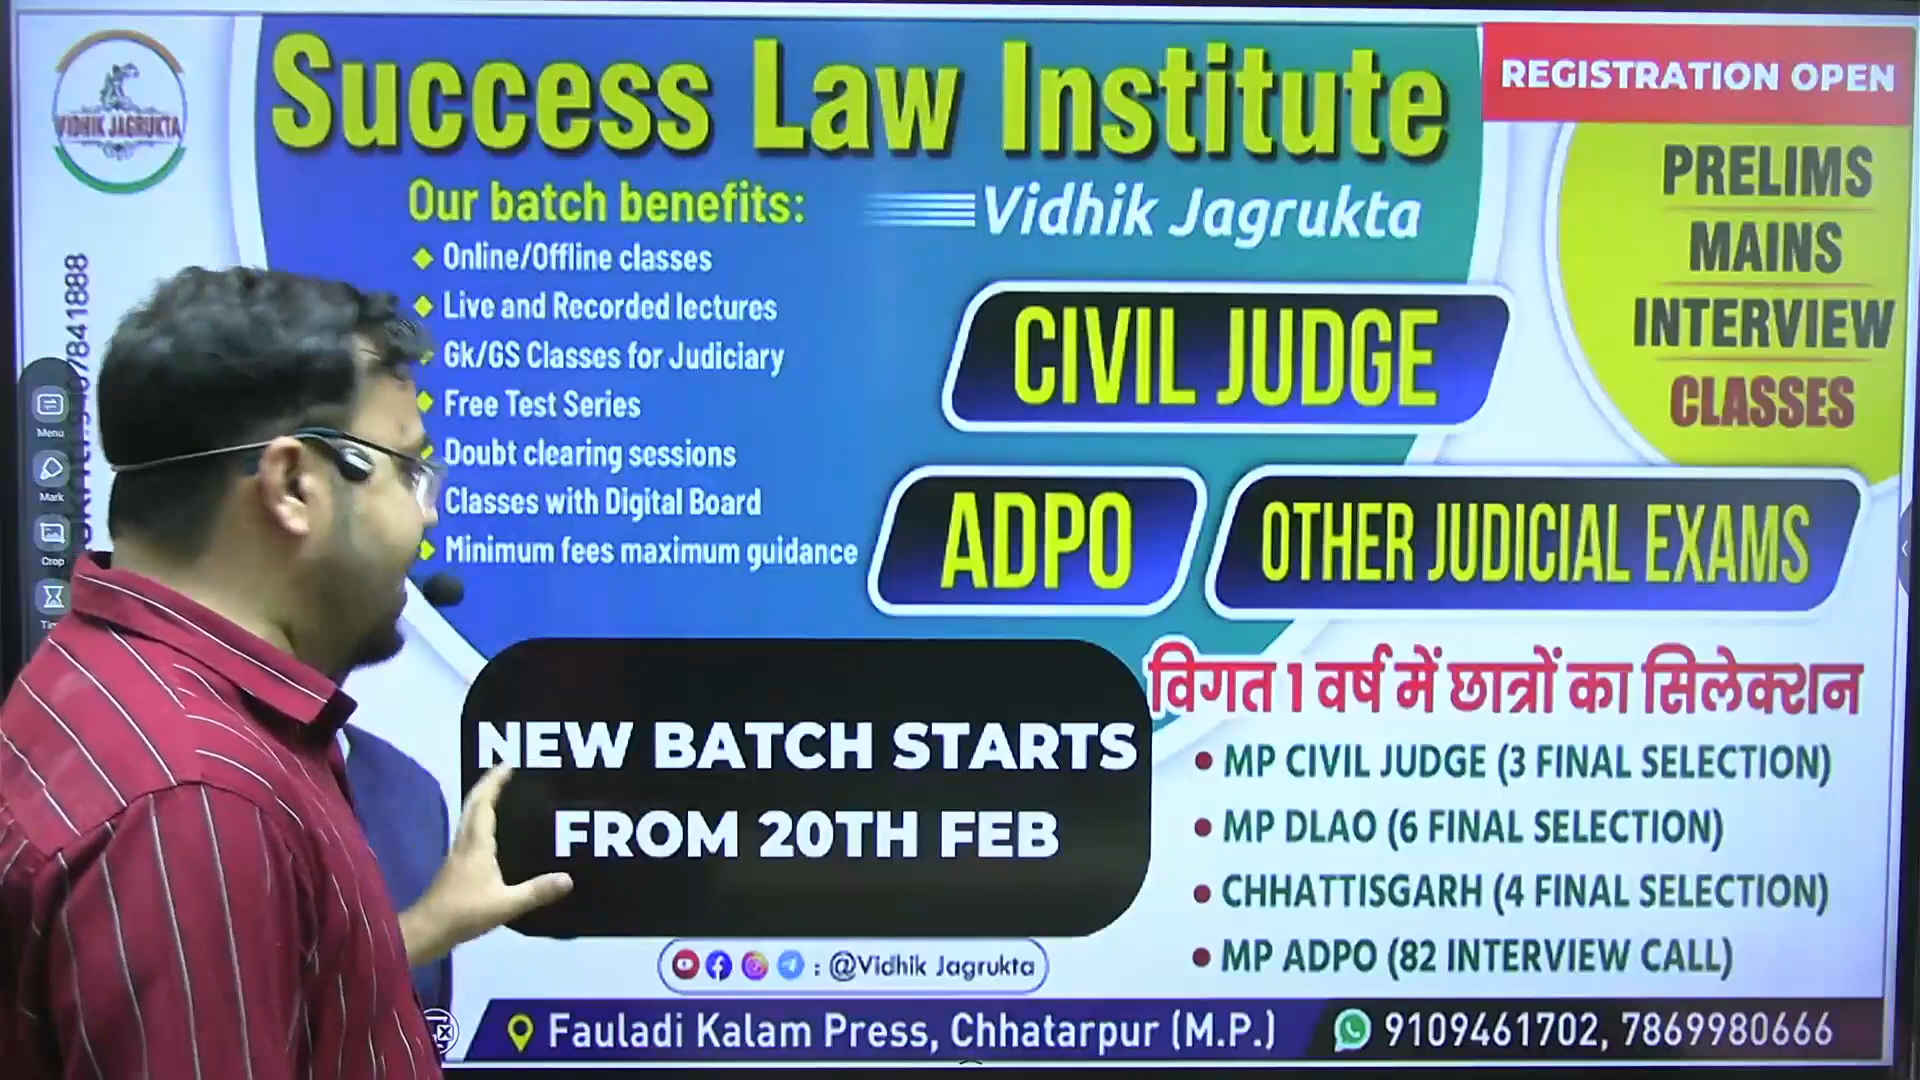 VIDHIK JAGRUKTA
Success Law Institute
Vidhik Jagrukta
REGISTRATION OPEN
PRELIMS
MAINS
INTERVIEW
CLASSES
Our batch benefits:
Online/Offline classes
Live and Recorded lectures
Gk/GS Classes for Judiciary
Free Test Series
Doubt clearing sessions
Classes with Digital Board
Minimum fees maximum guidance
CIVIL JUDGE
ADPO
OTHER JUDICIAL EXAMS
Menu
Mark
Crop
NEW BATCH STARTS
FROM 20TH FEB
विगत 1 वर्ष में छात्रों का सिलेक्शन
• MP CIVIL JUDGE (3 FINAL SELECTION)
• MP DLAO (6 FINAL SELECTION)
• CHHATTISGARH (4 FINAL SELECTION)
• MP ADPO (82 INTERVIEW CALL)
: @Vidhik Jagrukta
Fauladi Kalam Press, Chhatarpur (M.P.)
9109461702, 7869980666